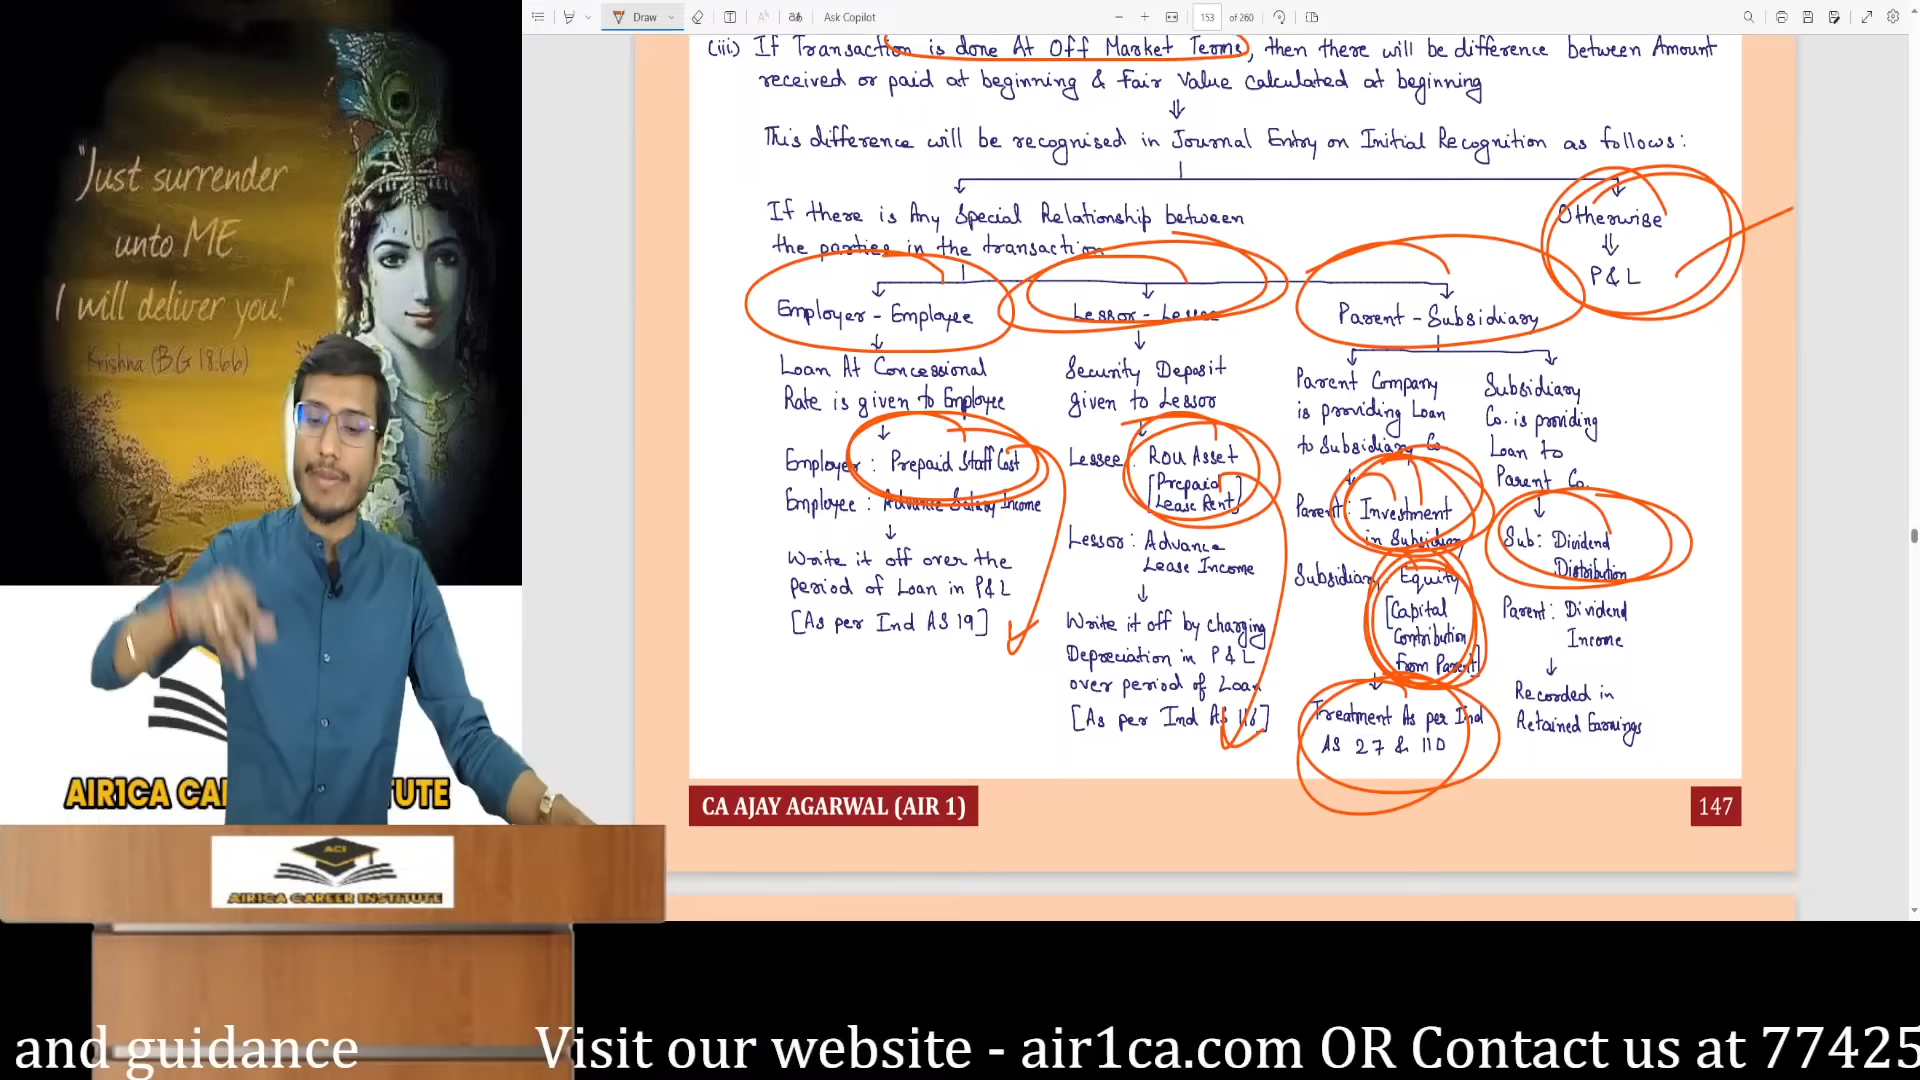 Draw
Ask Copilot
153 of 260
(iii) If Transaction is done At Off Market Terms, then there will be difference between Amount
received or paid at beginning & Fair Value calculated at beginning
This difference will be recognised in Journal Entry on Initial Recognition as follows:
If there is Any Special Relationship between
the parties in the transaction
Otherwise
P & L
Employer - Employee
Loan At Concessional
Rate is given to Employee
Employer : Prepaid Staff Cost
Employee : Advance Salary Income
Write it off over the
period of Loan in P&L
[As per Ind AS 19]
Lessor - Lessee
Security Deposit
given to Lessor
Lessee : ROU Asset
[Prepaid
Lease Rent]
Lessor : Advance
Lease Income
Write it off by charging
Depreciation in P & L
over period of Loan
[As per Ind AS 116]
Parent - Subsidiary
Parent Company
is providing Loan
to Subsidiary Co.
Parent : Investment
in Subsidiary
Subsidiary: Equity
[Capital
Contribution
From Parent]
Treatment As per Ind
AS 27 & 110
Subsidiary
Co. is providing
Loan to
Parent Co.
Sub : Dividend
Distribution
Parent : Dividend
Income
Recorded in
Retained Earnings
CA AJAY AGARWAL (AIR 1)
147
"Just surrender
unto ME
I will deliver you!"
Krishna (B.G 18.66)
AIR1CA CA UTE
ACI
AIR1CA CAREER INSTITUTE
and guidance Visit our website - air1ca.com OR Contact us at 77425